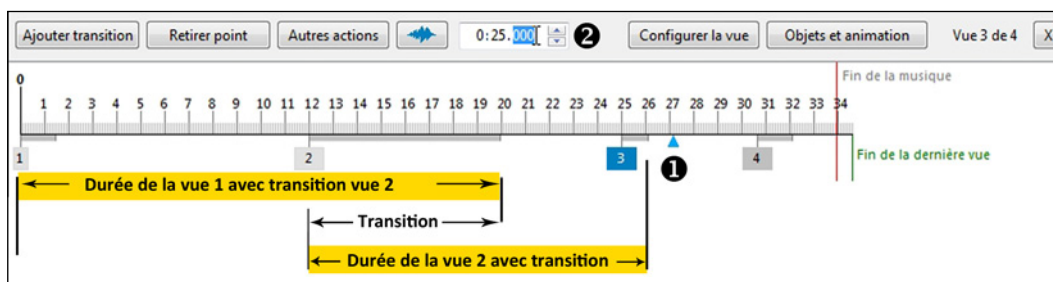 Ajouter transition Retirer point Autres actions 0:25.000 ❷ Configurer la vue Objets et animation Vue 3 de 4 X
Fin de la musique
0
1 2 3 4 5 6 7 8 9 10 11 12 13 14 15 16 17 18 19 20 21 22 23 24 25 26 27 28 29 30 31 32 33 34
1 2 3 ❶ 4 Fin de la dernière vue
Durée de la vue 1 avec transition vue 2
Transition
Durée de la vue 2 avec transition